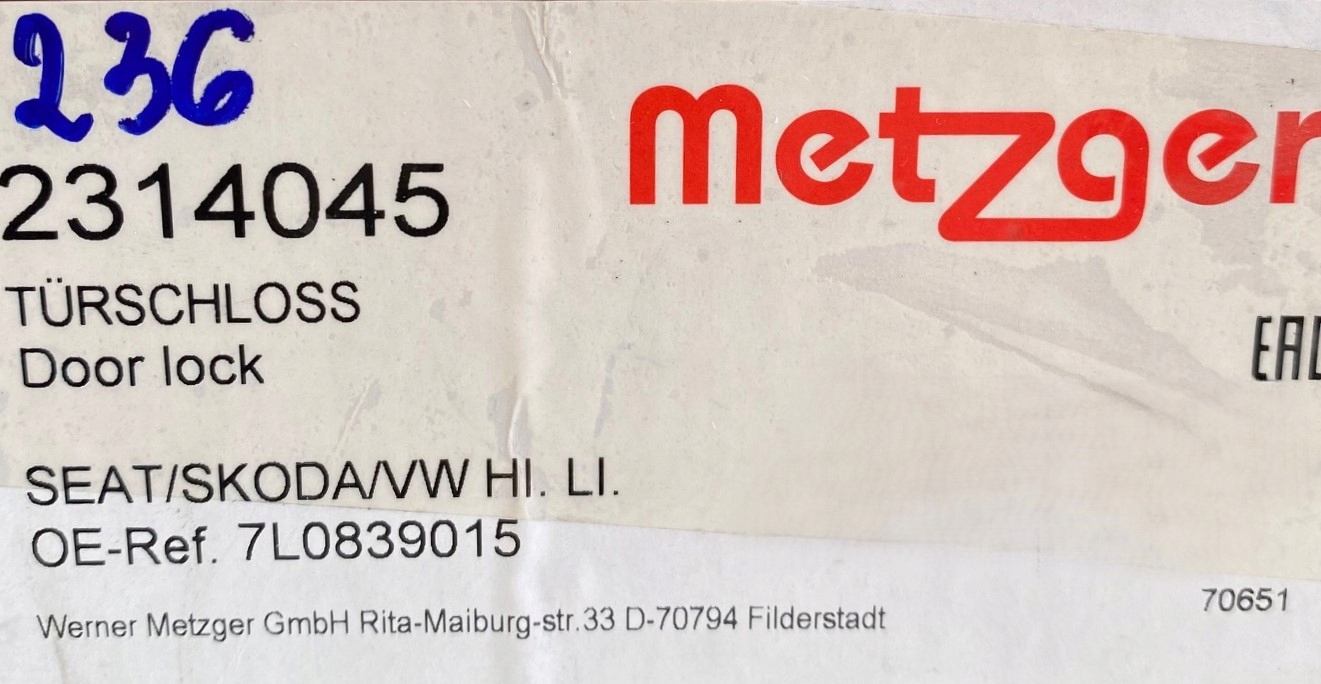 236
metzger
2314045
TÜRSCHLOSS
Door lock
EAC
SEAT/SKODA/VW HI. LI.
OE-Ref. 7L0839015
70651
Werner Metzger GmbH Rita-Maiburg-str.33 D-70794 Filderstadt